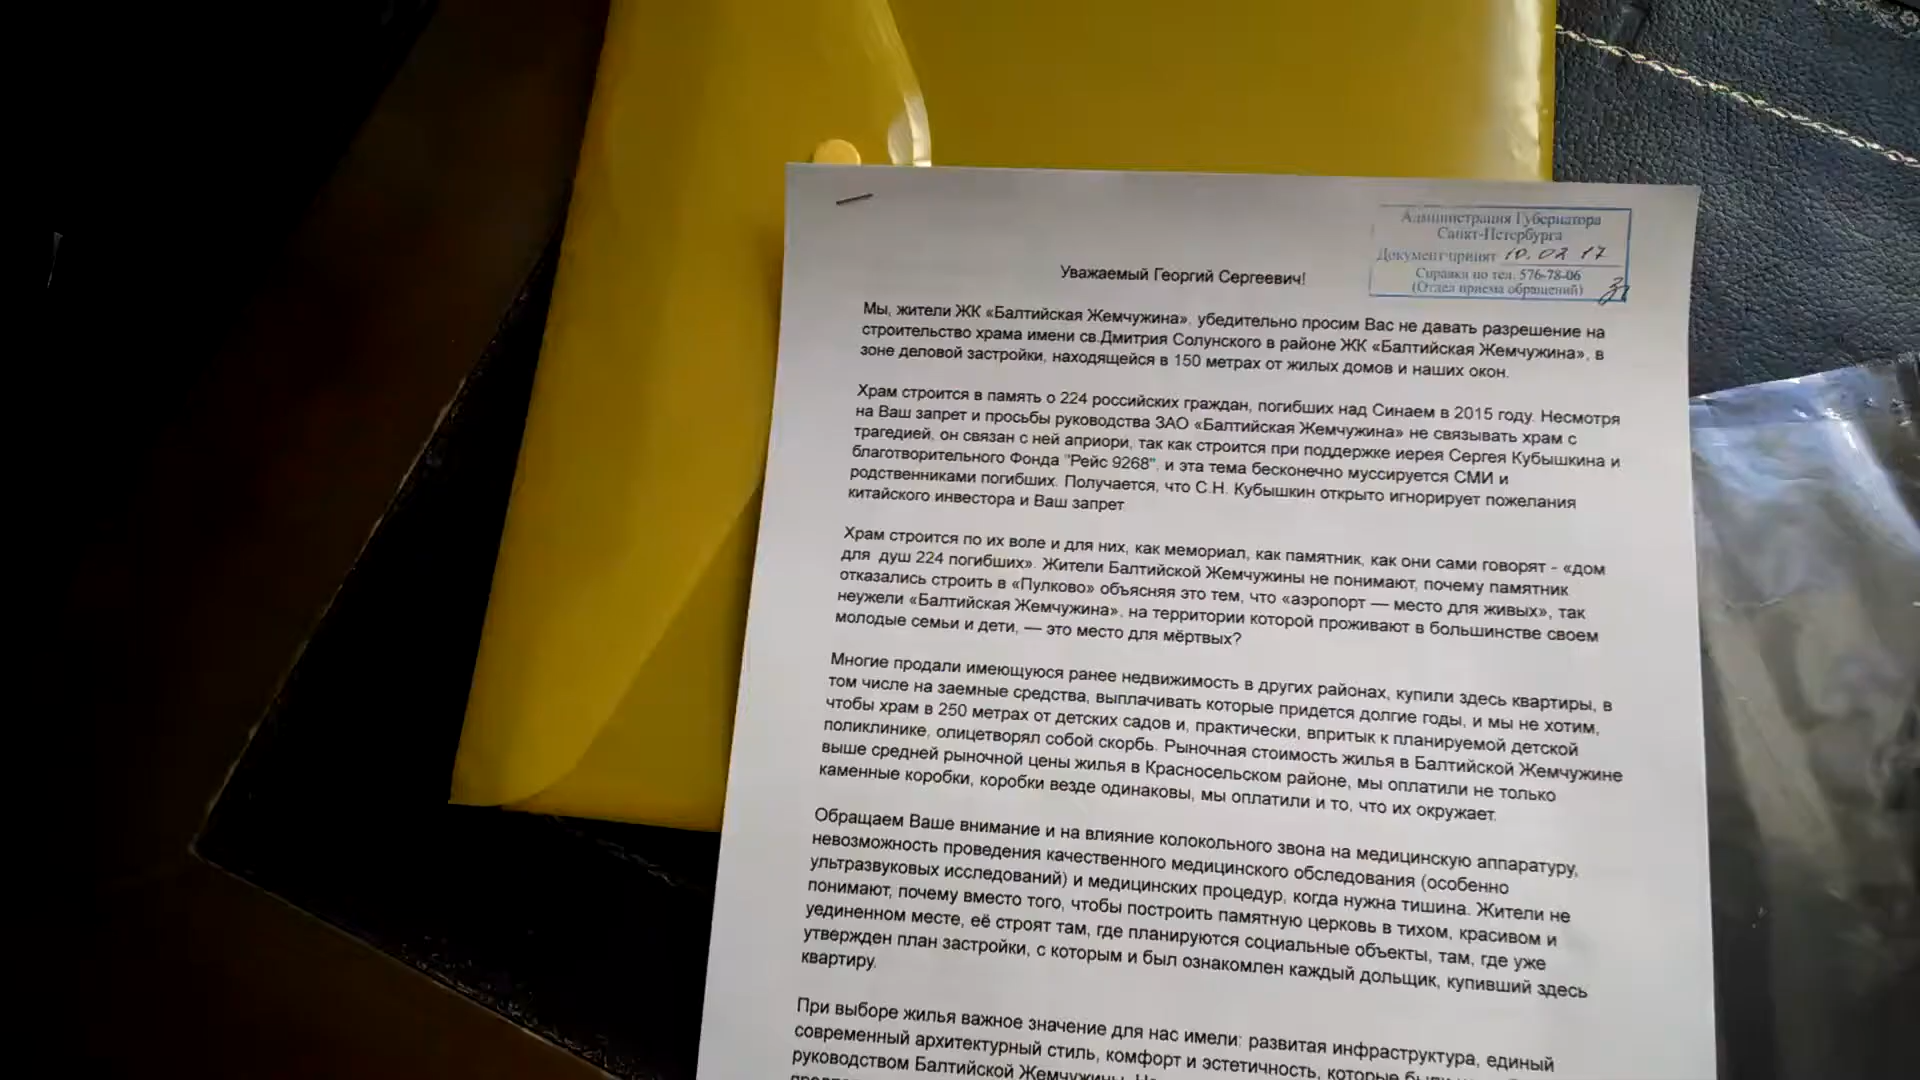 Администрация Губернатора
Санкт-Петербурга
Документ принят 10.02.17
Справки по тел. 576-78-06
(Отдел приема обращений)
Уважаемый Георгий Сергеевич!
Мы, жители ЖК «Балтийская Жемчужина», убедительно просим Вас не давать разрешение на
строительство храма имени св.Дмитрия Солунского в районе ЖК «Балтийская Жемчужина», в
зоне деловой застройки, находящейся в 150 метрах от жилых домов и наших окон.
Храм строится в память о 224 российских граждан, погибших над Синаем в 2015 году. Несмотря
на Ваш запрет и просьбы руководства ЗАО «Балтийская Жемчужина» не связывать храм с
трагедией, он связан с ней априори, так как строится при поддержке иерея Сергея Кубышкина и
благотворительного Фонда "Рейс 9268", и эта тема бесконечно муссируется СМИ и
родственниками погибших. Получается, что С.Н. Кубышкин открыто игнорирует пожелания
китайского инвестора и Ваш запрет
Храм строится по их воле и для них, как мемориал, как памятник, как они сами говорят - «дом
для душ 224 погибших». Жители Балтийской Жемчужины не понимают, почему памятник
отказались строить в «Пулково» объясняя это тем, что «аэропорт — место для живых», так
неужели «Балтийская Жемчужина», на территории которой проживают в большинстве своем
молодые семьи и дети, — это место для мёртвых?
Многие продали имеющуюся ранее недвижимость в других районах, купили здесь квартиры, в
том числе на заемные средства, выплачивать которые придется долгие годы, и мы не хотим,
чтобы храм в 250 метрах от детских садов и, практически, впритык к планируемой детской
поликлинике, олицетворял собой скорбь. Рыночная стоимость жилья в Балтийской Жемчужине
выше средней рыночной цены жилья в Красносельском районе, мы оплатили не только
каменные коробки, коробки везде одинаковы, мы оплатили и то, что их окружает.
Обращаем Ваше внимание и на влияние колокольного звона на медицинскую аппаратуру,
невозможность проведения качественного медицинского обследования (особенно
ультразвуковых исследований) и медицинских процедур, когда нужна тишина. Жители не
понимают, почему вместо того, чтобы построить памятную церковь в тихом, красивом и
уединенном месте, её строят там, где планируются социальные объекты, там, где уже
утвержден план застройки, с которым и был ознакомлен каждый дольщик, купивший здесь
квартиру.
При выборе жилья важное значение для нас имели: развитая инфраструктура, единый
современный архитектурный стиль, комфорт и эстетичность, которые
руководством Балтийской Жемчужины.